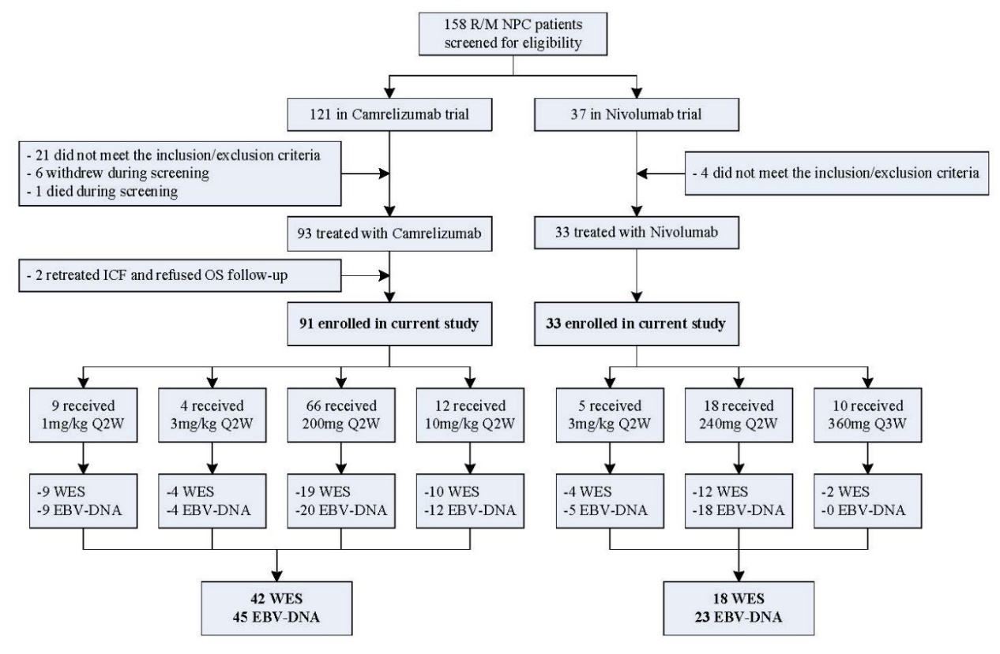 158 R/M NPC patients
screened for eligibility
121 in Camrelizumab trial
37 in Nivolumab trial
- 21 did not meet the inclusion/exclusion criteria
- 6 withdrew during screening
- 1 died during screening
- 4 did not meet the inclusion/exclusion criteria
93 treated with Camrelizumab
33 treated with Nivolumab
- 2 retreated ICF and refused OS follow-up
91 enrolled in current study
33 enrolled in current study
9 received
1mg/kg Q2W
4 received
3mg/kg Q2W
66 received
200mg Q2W
12 received
10mg/kg Q2W
5 received
3mg/kg Q2W
18 received
240mg Q2W
10 received
360mg Q3W
-9 WES
-9 EBV-DNA
-4 WES
-4 EBV-DNA
-19 WES
-20 EBV-DNA
-10 WES
-12 EBV-DNA
-4 WES
-5 EBV-DNA
-12 WES
-18 EBV-DNA
-2 WES
-0 EBV-DNA
42 WES
45 EBV-DNA
18 WES
23 EBV-DNA